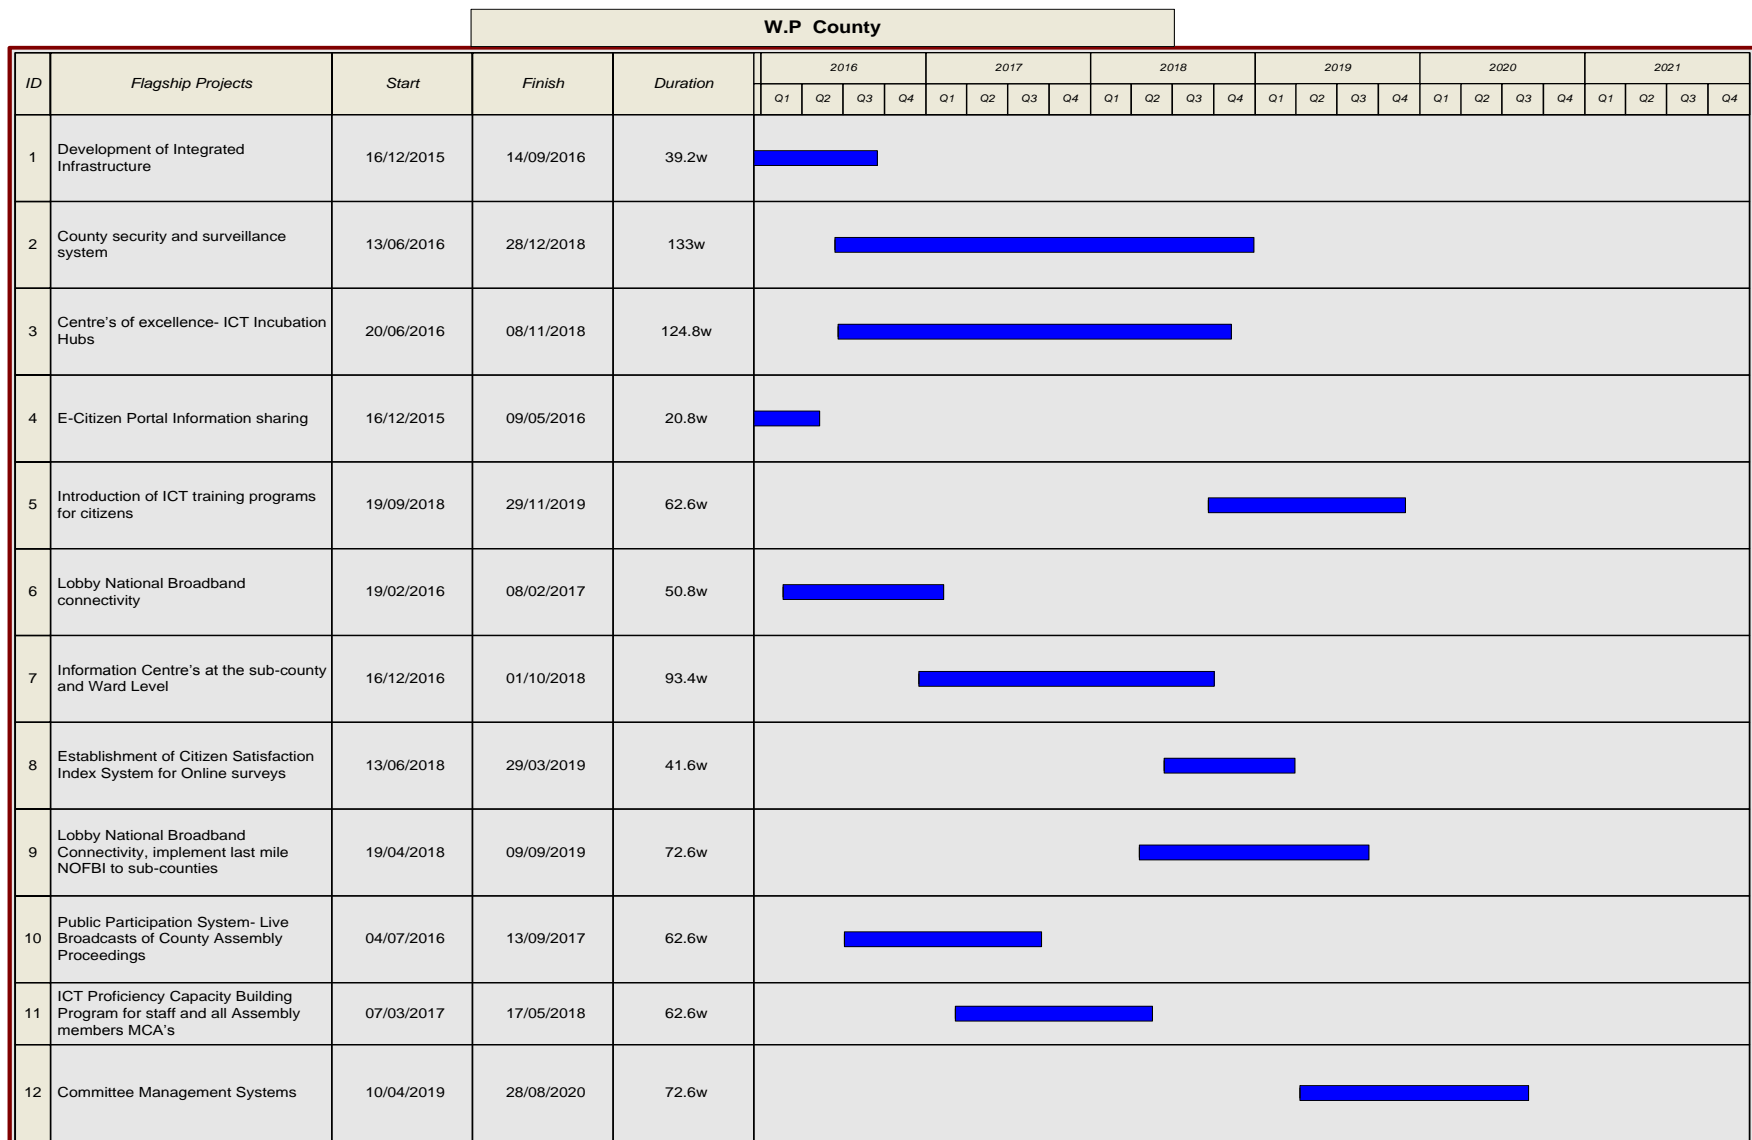 W.P County
ID Flagship Projects Start Finish Duration 2016 2017 2018 2019 2020 2021
Q1 Q2 Q3 Q4 Q1 Q2 Q3 Q4 Q1 Q2 Q3 Q4 Q1 Q2 Q3 Q4 Q1 Q2 Q3 Q4 Q1 Q2 Q3 Q4
1 Development of Integrated
Infrastructure 16/12/2015 14/09/2016 39.2w
2 County security and surveillance
system 13/06/2016 28/12/2018 133w
3 Centre's of excellence- ICT Incubation
Hubs 20/06/2016 08/11/2018 124.8w
4 E-Citizen Portal Information sharing 16/12/2015 09/05/2016 20.8w
5 Introduction of ICT training programs
for citizens 19/09/2018 29/11/2019 62.6w
6 Lobby National Broadband
connectivity 19/02/2016 08/02/2017 50.8w
7 Information Centre's at the sub-county
and Ward Level 16/12/2016 01/10/2018 93.4w
8 Establishment of Citizen Satisfaction
Index System for Online surveys 13/06/2018 29/03/2019 41.6w
9 Lobby National Broadband
Connectivity, implement last mile
NOFBI to sub-counties 19/04/2018 09/09/2019 72.6w
10 Public Participation System- Live
Broadcasts of County Assembly
Proceedings 04/07/2016 13/09/2017 62.6w
11 ICT Proficiency Capacity Building
Program for staff and all Assembly
members MCA's 07/03/2017 17/05/2018 62.6w
12 Committee Management Systems 10/04/2019 28/08/2020 72.6w